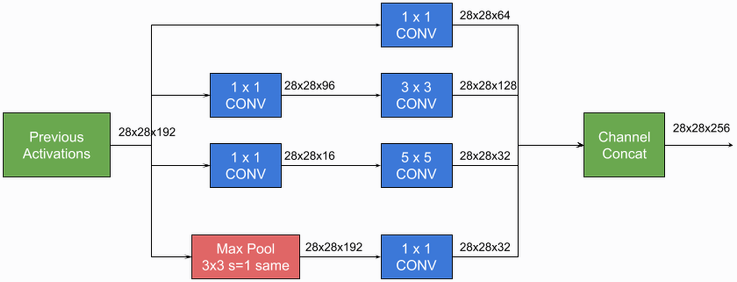 1 x 1
CONV
28x28x64
1 x 1
CONV
28x28x96
3 x 3
CONV
28x28x128
Previous
Activations
28x28x192
Channel
Concat
28x28x256
1 x 1
CONV
28x28x16
5 x 5
CONV
28x28x32
Max Pool
3x3 s=1 same
28x28x192
1 x 1
CONV
28x28x32